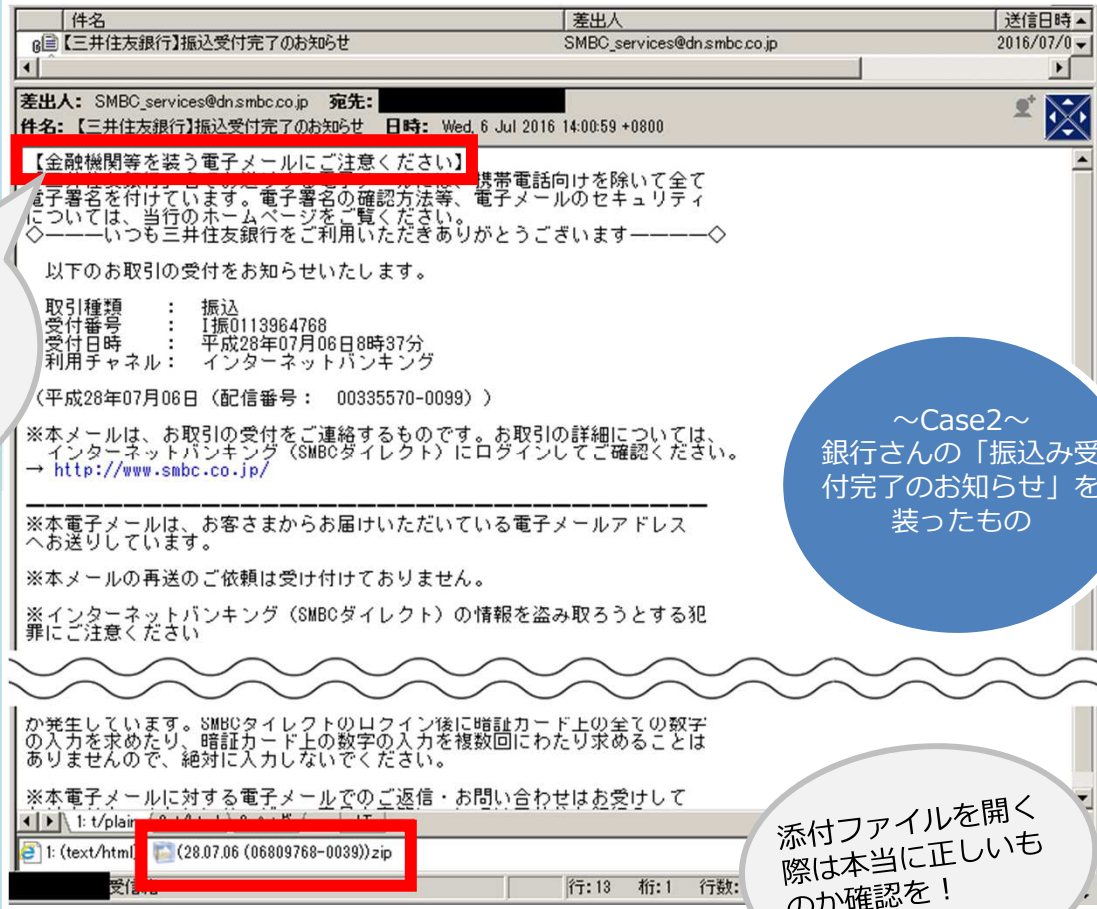 件名 差出人 送信日時
【三井住友銀行】振込受付完了のお知らせ SMBC_services@dn.smbc.co.jp 2016/07/0
差出人: SMBC_services@dn.smbc.co.jp 宛先:
件名: 【三井住友銀行】振込受付完了のお知らせ 日時: Wed, 6 Jul 2016 14:00:59 +0800
【金融機関等を装う電子メールにご注意ください】
は、携帯電話向けを除いて全て
電子署名を付けています。電子署名の確認方法等、電子メールのセキュリティ
については、当行のホームページをご覧ください。
◇―――いつも三井住友銀行をご利用いただきありがとうございます――――◇
以下のお取引の受付をお知らせいたします。
取引種類 : 振込
受付番号 : I振0113964768
受付日時 : 平成28年07月06日8時37分
利用チャネル: インターネットバンキング
(平成28年07月06日(配信番号: 00335570-0099))
※本メールは、お取引の受付をご連絡するものです。お取引の詳細については、
インターネットバンキング(SMBCダイレクト)にログインしてご確認ください。
→ http://www.smbc.co.jp/
※本電子メールは、お客さまからお届けいただいている電子メールアドレス
へお送りしています。
※本メールの再送のご依頼は受け付けておりません。
※インターネットバンキング(SMBCダイレクト)の情報を盗み取ろうとする犯
罪にご注意ください
~Case2~
銀行さんの「振込み受
付完了のお知らせ」を
装ったもの
が発生しています。SMBCダイレクトのログイン後に暗証カード上の全ての数字
の入力を求めたり、暗証カード上の数字の入力を複数回にわたり求めることは
ありませんので、絶対に入力しないでください。
※本電子メールに対する電子メールでのご返信・お問い合わせはお受けして
1: t/plain
1: (text/html) (28.07.06 (06809768-0039)).zip
行: 13 桁: 1 行数:
添付ファイルを開く
際は本当に正しいも
のか確認を!